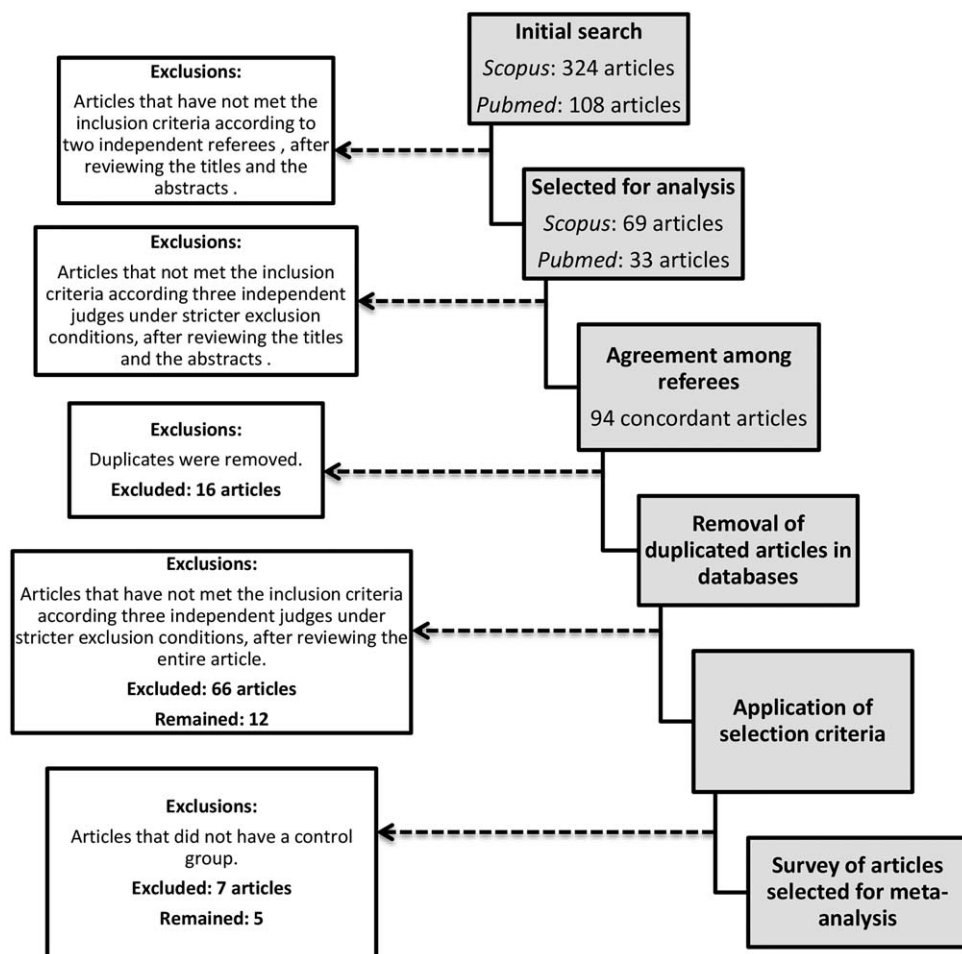 Initial search
Scopus: 324 articles
Pubmed: 108 articles
Exclusions:
Articles that have not met the
inclusion criteria according to
two independent referees , after
reviewing the titles and the
abstracts .
Selected for analysis
Scopus: 69 articles
Pubmed: 33 articles
Exclusions:
Articles that not met the inclusion
criteria according three independent
judges under stricter exclusion
conditions, after reviewing the titles
and the abstracts .
Agreement among
referees
94 concordant articles
Exclusions:
Duplicates were removed.
Excluded: 16 articles
Removal of
duplicated articles in
databases
Exclusions:
Articles that have not met the inclusion criteria
according three independent judges under
stricter exclusion conditions, after reviewing the
entire article.
Excluded: 66 articles
Remained: 12
Application of
selection criteria
Exclusions:
Articles that did not have a control
group.
Excluded: 7 articles
Remained: 5
Survey of articles
selected for meta-
analysis